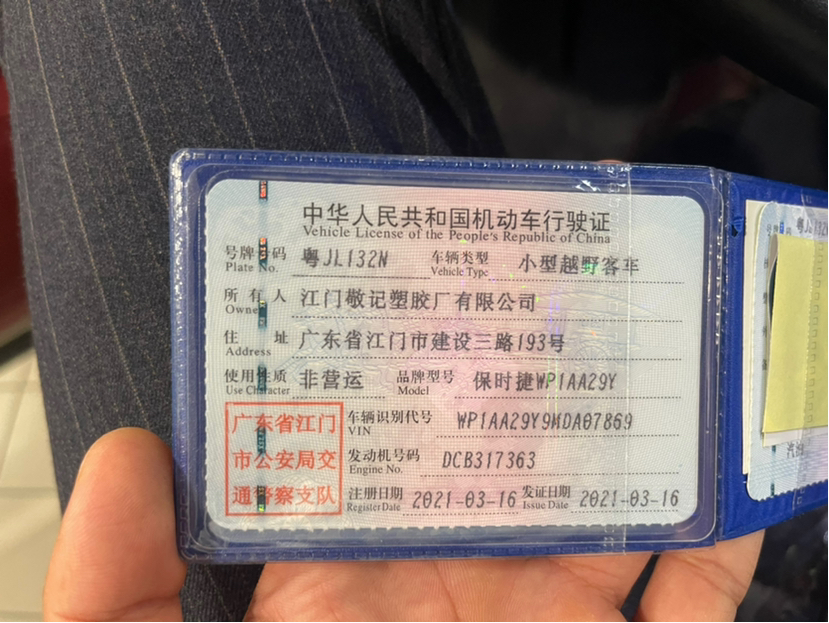 中华人民共和国机动车行驶证
Vehicle License of the People's Republic of China
号牌号码 粤JL132N 车辆类型 小型越野客车
Plate No. Vehicle Type
所有人 江门敬记塑胶厂有限公司
Owner
住址 广东省江门市建设三路193号
Address
使用性质 非营运 品牌型号 保时捷WP1AA29Y
Use Character Model
广东省江门
市公安局交
通警察支队
车辆识别代号 WP1AA29Y9MDA07869
VIN
发动机号码 DCB317363
Engine No.
注册日期 2021-03-16 发证日期 2021-03-16
Register Date Issue Date